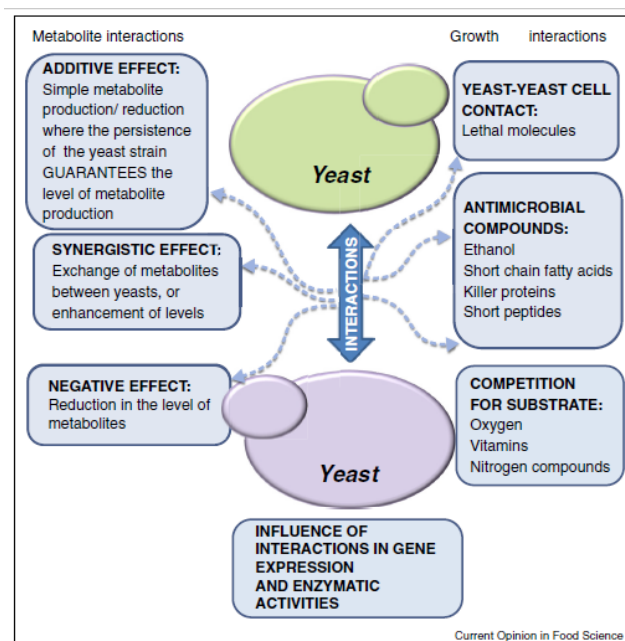 Metabolite interactions
ADDITIVE EFFECT:
Simple metabolite
production/ reduction
where the persistence
of the yeast strain
GUARANTEES the
level of metabolite
production
SYNERGISTIC EFFECT:
Exchange of metabolites
between yeasts, or
enhancement of levels
NEGATIVE EFFECT:
Reduction in the level of
metabolites
Yeast
INTERACTIONS
Yeast
Growth interactions
YEAST-YEAST CELL
CONTACT:
Lethal molecules
ANTIMICROBIAL
COMPOUNDS:
Ethanol
Short chain fatty acids
Killer proteins
Short peptides
COMPETITION
FOR SUBSTRATE:
Oxygen
Vitamins
Nitrogen compounds
INFLUENCE OF
INTERACTIONS IN GENE
EXPRESSION
AND ENZYMATIC
ACTIVITIES
Current Opinion in Food Science